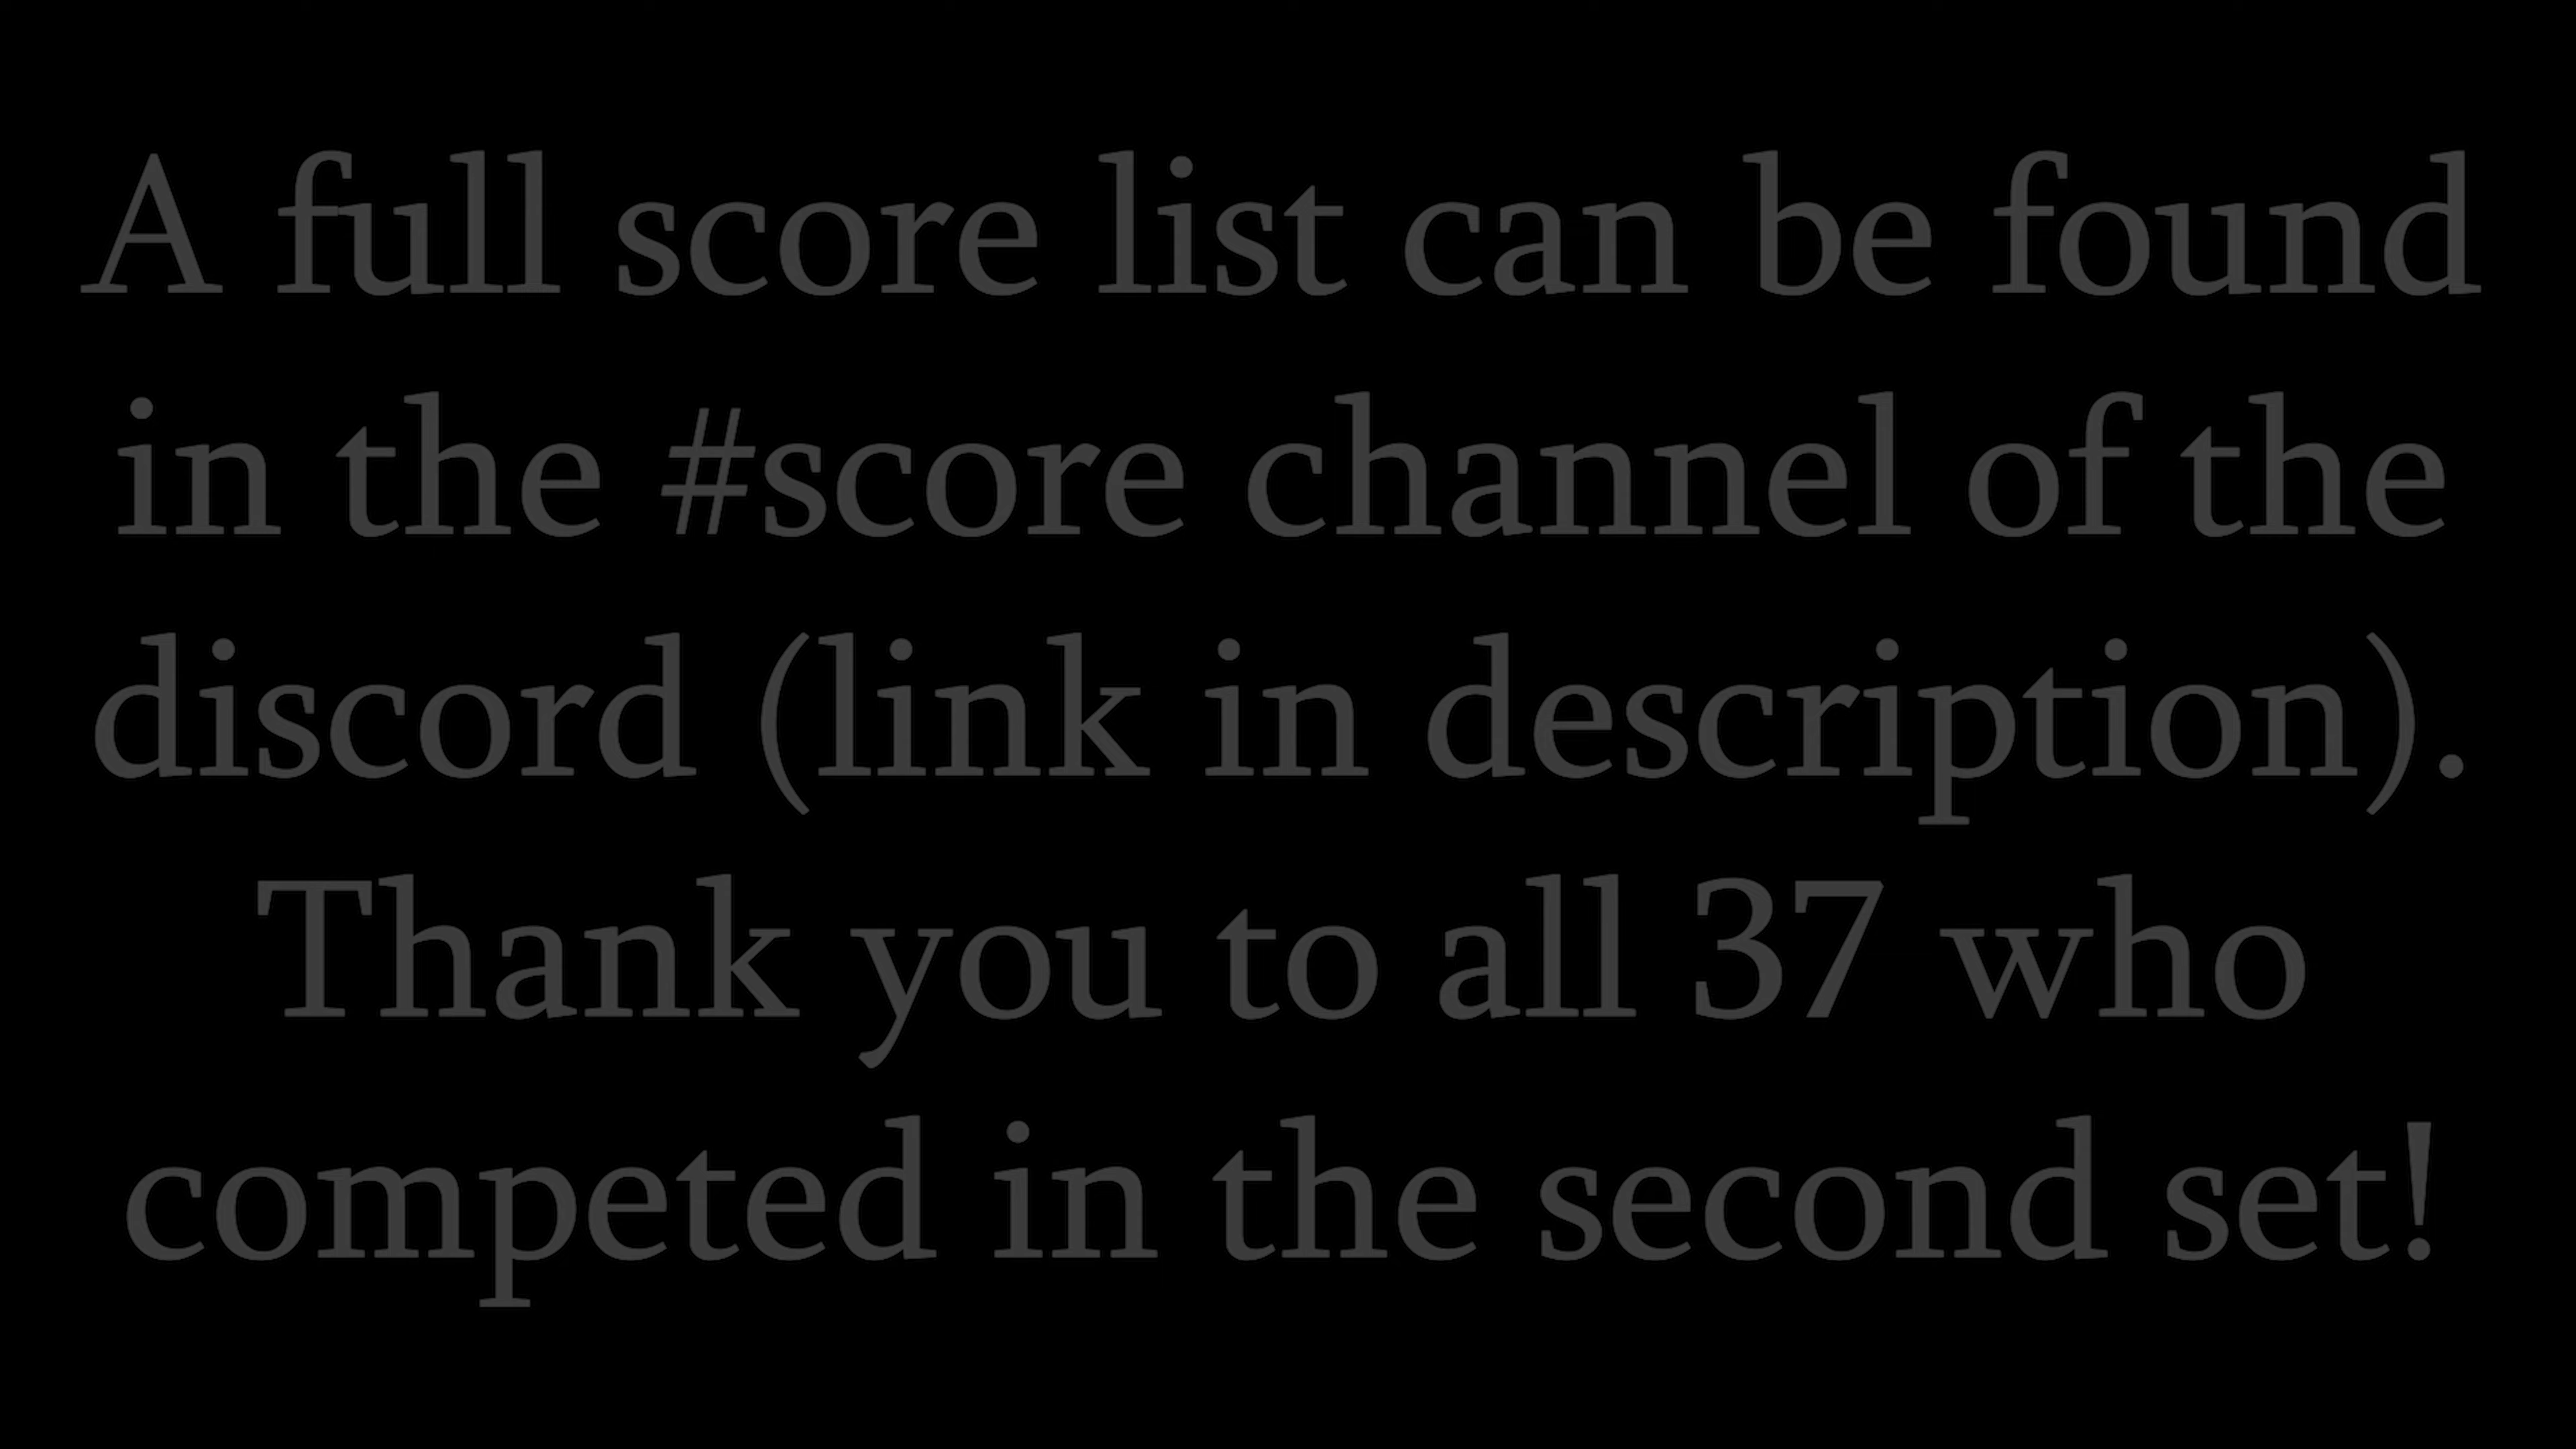 A full score list can be found
in the #score channel of the
discord (link in description).
Thank you to all 37 who
competed in the second set!